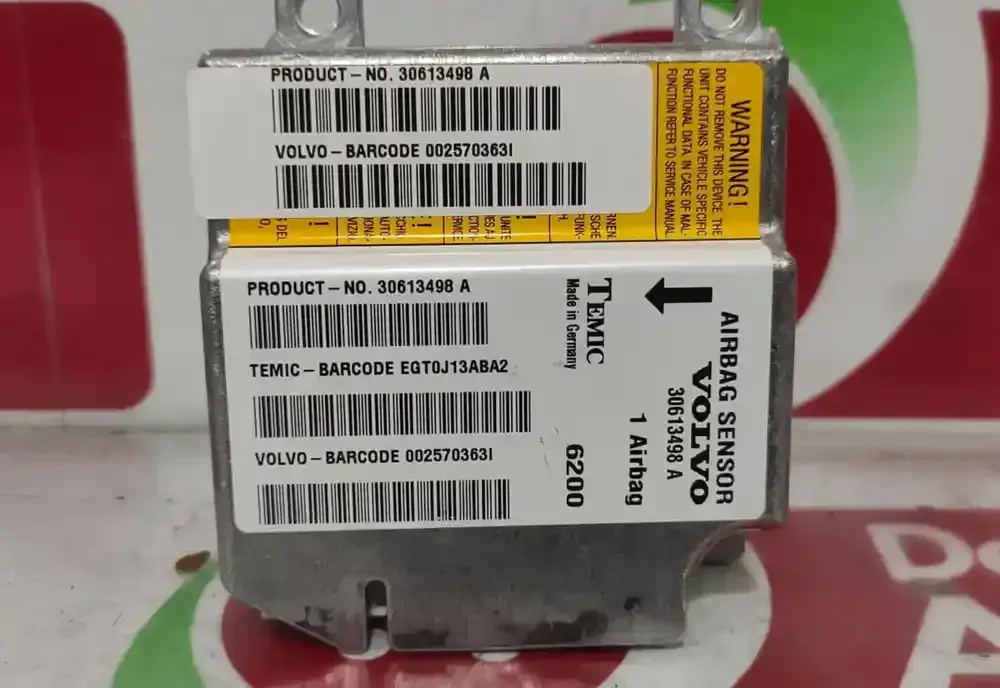 PRODUCT – NO. 30613498 A
VOLVO – BARCODE 002570363I
WARNING!
DO NOT REMOVE THIS DEVICE. THE
UNIT CONTAINS VEHICLE SPECIFIC
FUNCTIONAL DATA. IN CASE OF MAL-
FUNCTION REFER TO SERVICE MANUAL
PRODUCT – NO. 30613498 A
TEMIC – BARCODE EGT0J13ABA2
VOLVO – BARCODE 002570363I
AIRBAG SENSOR
VOLVO
30613498 A
1 Airbag
TEMIC
Made in Germany
6200